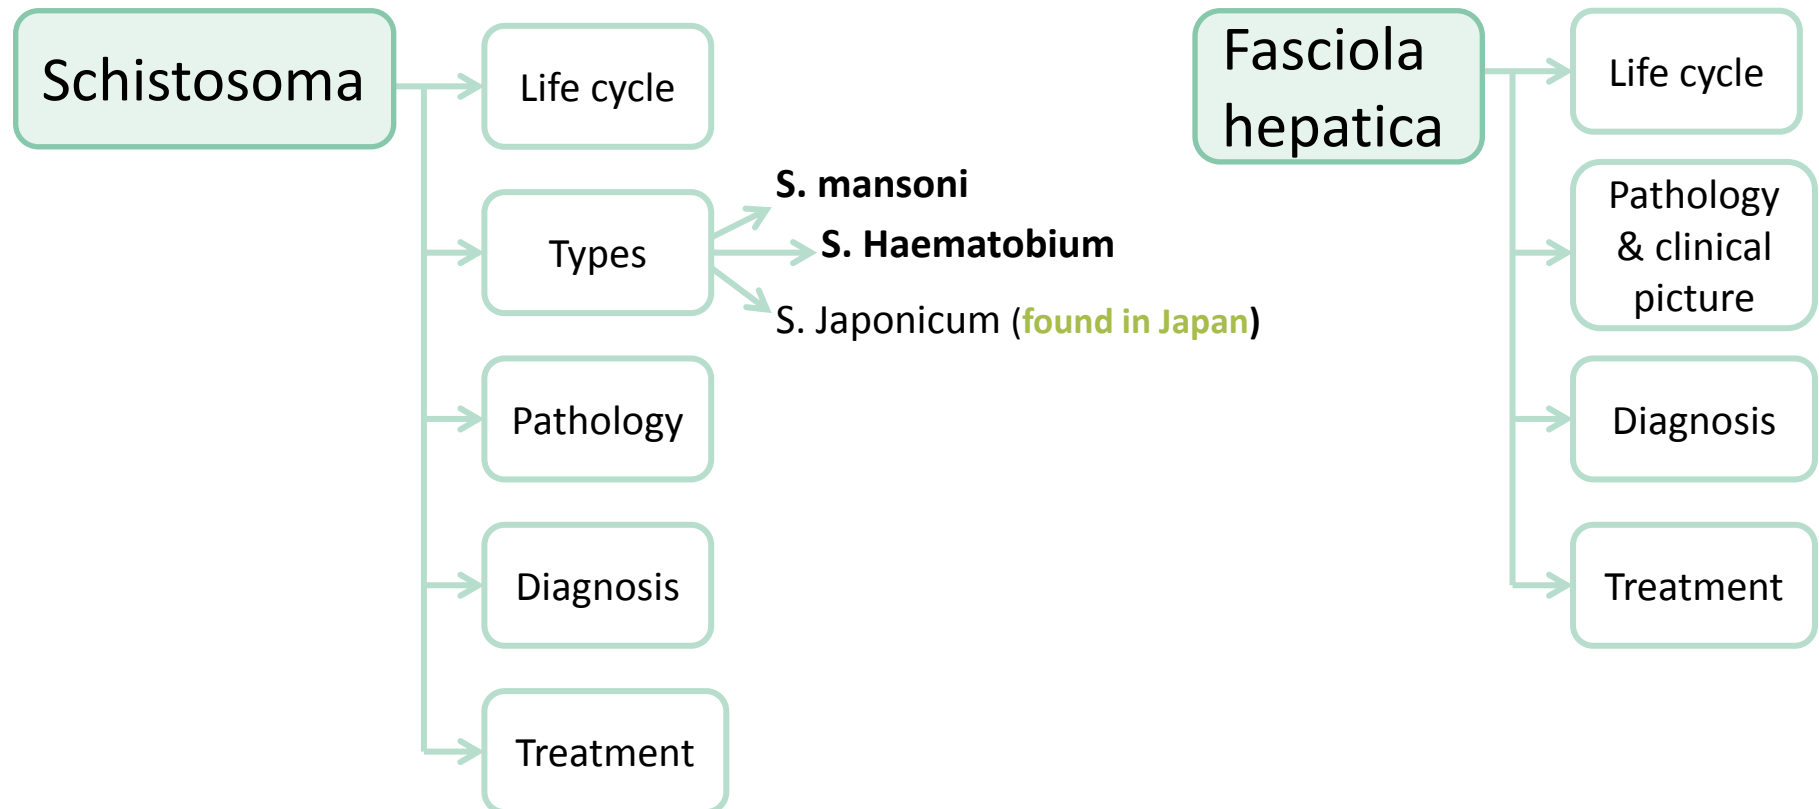 Schistosoma
Life cycle
Types
S. mansoni
S. Haematobium
S. Japonicum (found in Japan)
Pathology
Diagnosis
Treatment
Fasciola
hepatica
Life cycle
Pathology
& clinical
picture
Diagnosis
Treatment